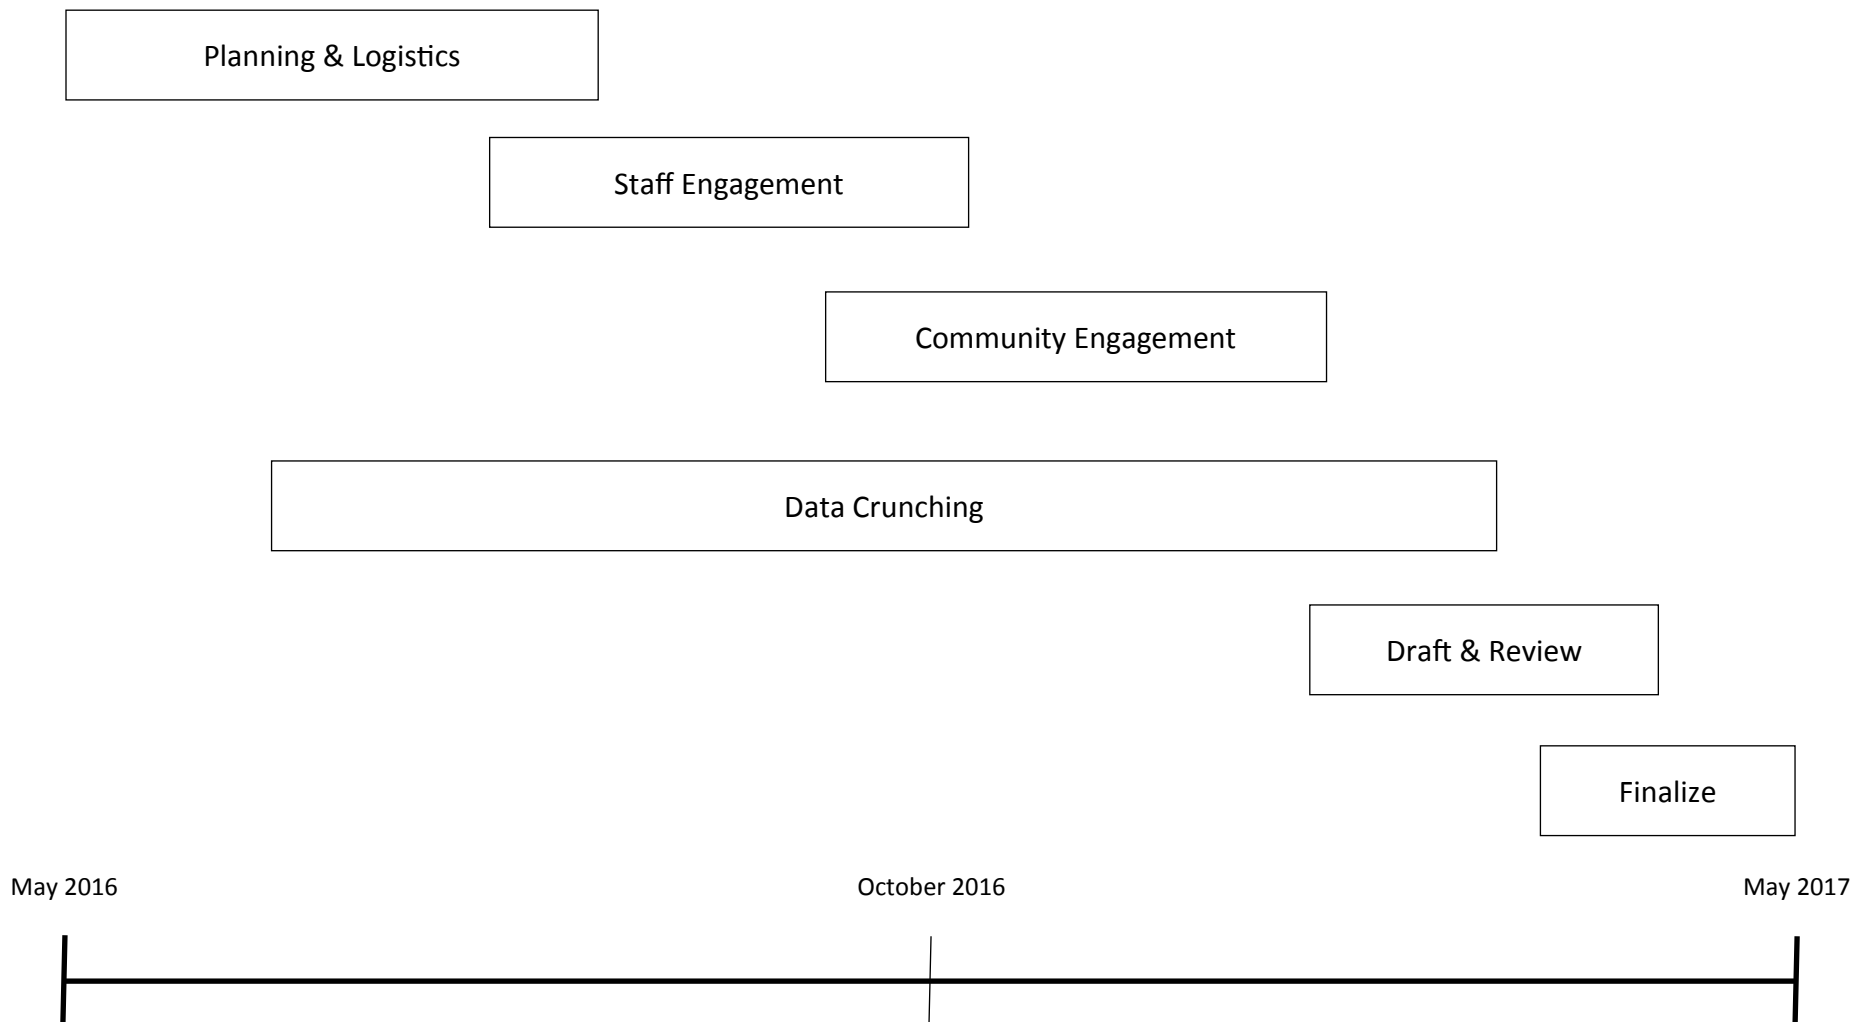 Planning & Logistics
Staff Engagement
Community Engagement
Data Crunching
Draft & Review
Finalize
May 2016
October 2016
May 2017